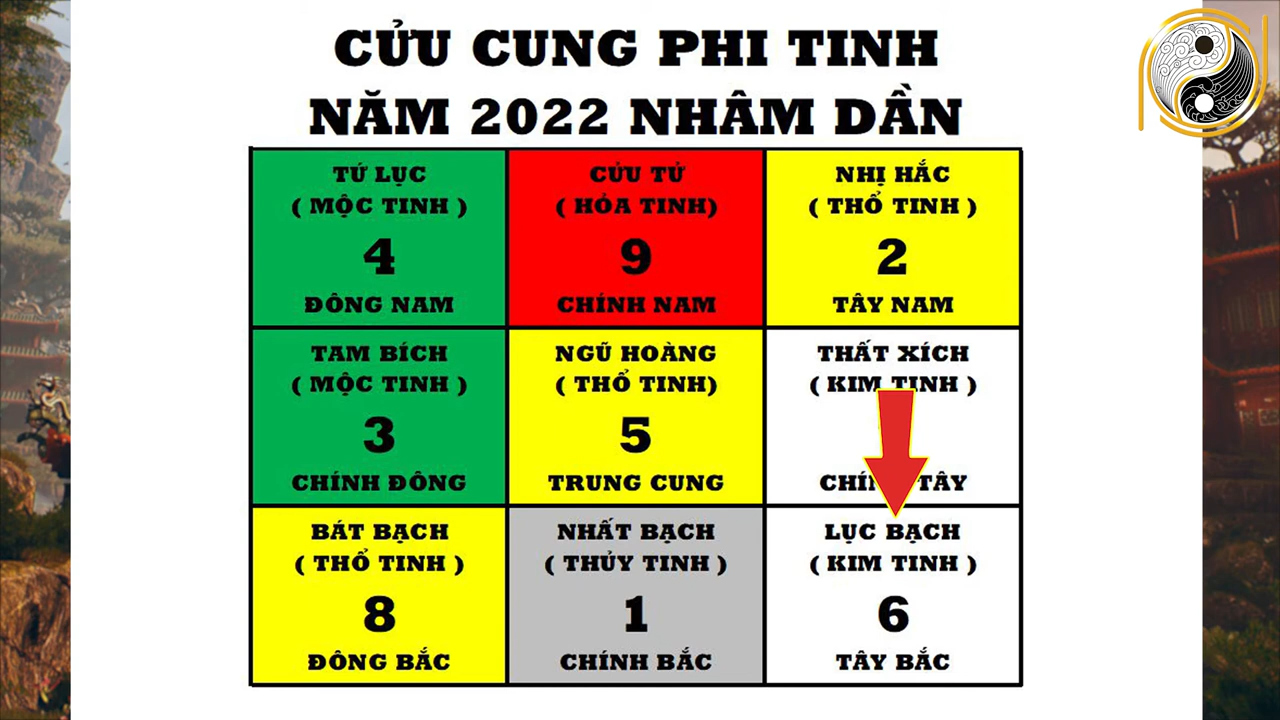 CỬU CUNG PHI TINH
NĂM 2022 NHÂM DẦN
TỨ LỤC
( MỘC TINH )
4
ĐÔNG NAM
CỬU TỬ
( HỎA TINH)
9
CHÍNH NAM
NHỊ HẮC
( THỔ TINH )
2
TÂY NAM
TAM BÍCH
( MỘC TINH )
3
CHÍNH ĐÔNG
NGŨ HOÀNG
( THỔ TINH)
5
TRUNG CUNG
THẤT XÍCH
( KIM TINH )
CHÍNH TÂY
BÁT BẠCH
( THỔ TINH )
8
ĐÔNG BẮC
NHẤT BẠCH
( THỦY TINH )
1
CHÍNH BẮC
LỤC BẠCH
( KIM TINH )
6
TÂY BẮC